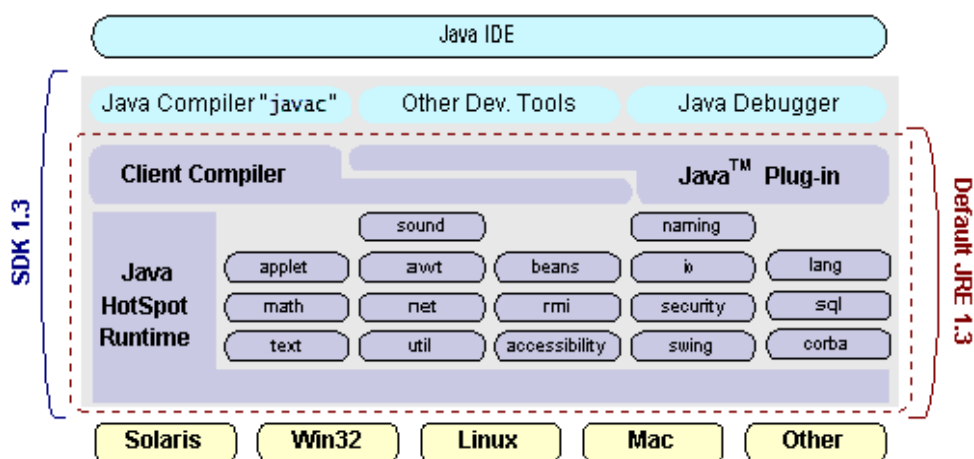 Java IDE
Java Compiler "javac"
Other Dev. Tools
Java Debugger
SDK 1.3
Default JRE 1.3
Client Compiler
Java™ Plug-in
Java
HotSpot
Runtime
sound
naming
applet
awt
beans
io
lang
math
net
rmi
security
sql
text
util
accessibility
swing
corba
Solaris
Win32
Linux
Mac
Other